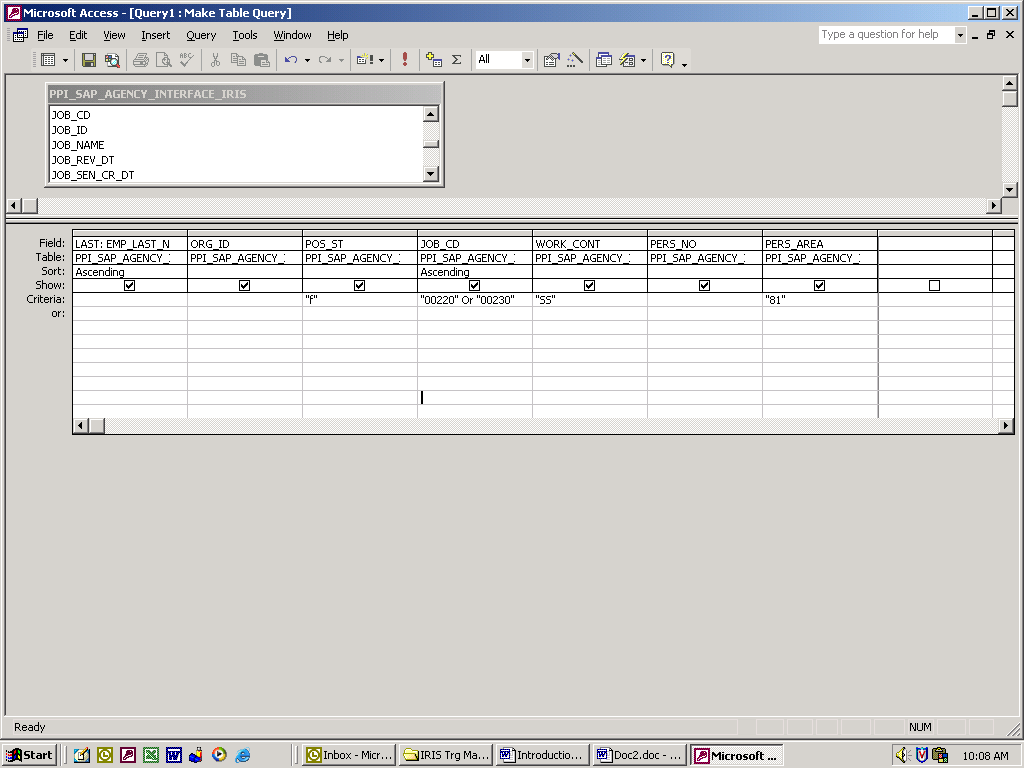 Microsoft Access - [Query1 : Make Table Query]
File Edit View Insert Query Tools Window Help Type a question for help
All
PPI_SAP_AGENCY_INTERFACE_IRIS
JOB_CD
JOB_ID
JOB_NAME
JOB_REV_DT
JOB_SEN_CR_DT
Field: LAST: EMP_LAST_N ORG_ID POS_ST JOB_CD WORK_CONT PERS_NO PERS_AREA
Table: PPI_SAP_AGENCY_ PPI_SAP_AGENCY_ PPI_SAP_AGENCY_ PPI_SAP_AGENCY_ PPI_SAP_AGENCY_ PPI_SAP_AGENCY_ PPI_SAP_AGENCY_
Sort: Ascending Ascending
Show:
Criteria: "f" "00220" Or "00230" "SS" "81"
or:
Ready NUM
Start Inbox - Micr... IRIS Trg Ma... Introductio... Doc2.doc - ... Microsoft ... 10:08 AM